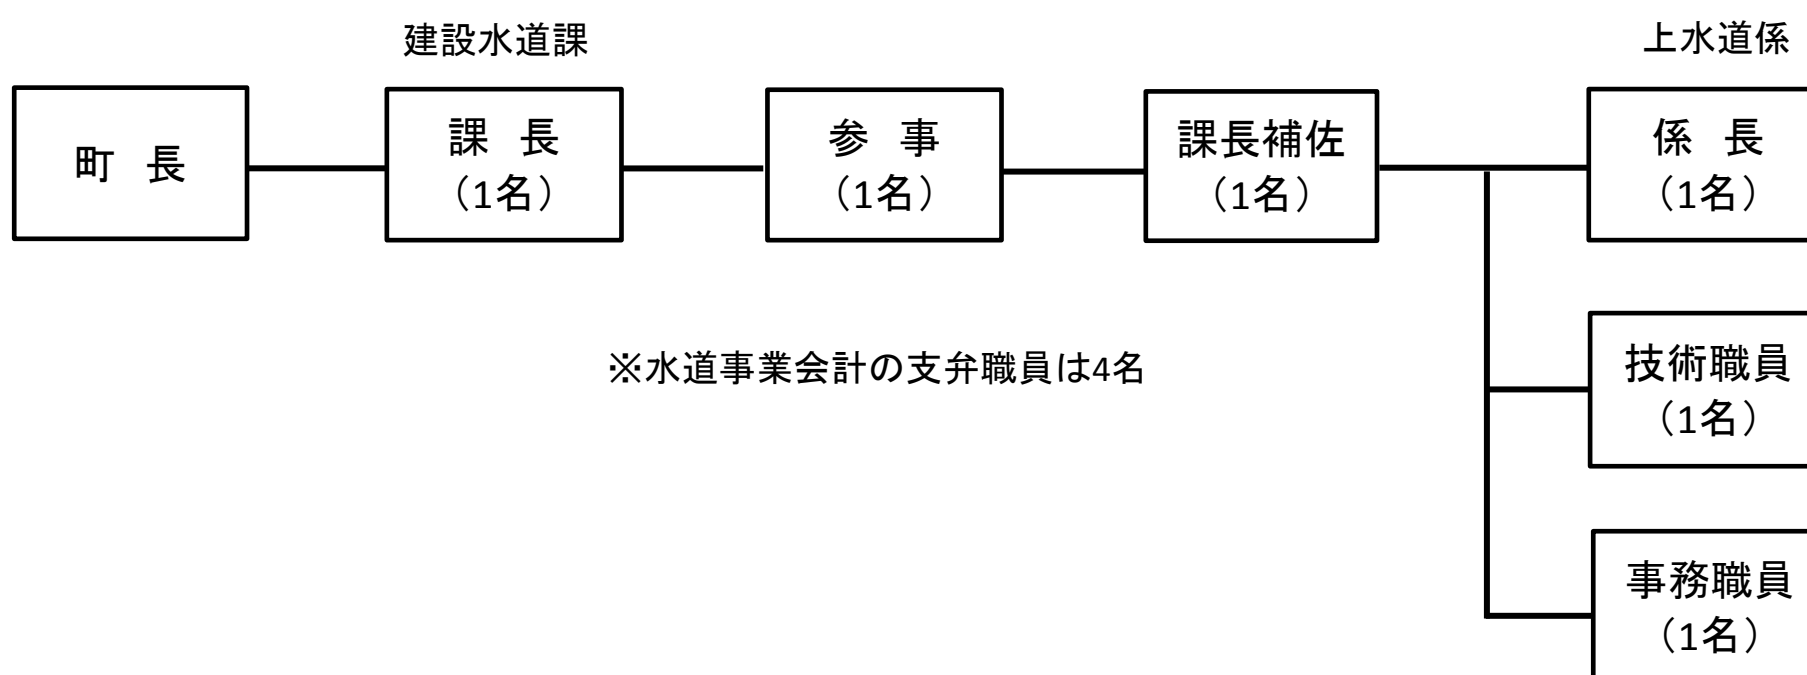 建設水道課
上水道係
町 長
課 長
（1名）
参 事
（1名）
課長補佐
（1名）
係 長
（1名）
※水道事業会計の支弁職員は4名
技術職員
（1名）
事務職員
（1名）